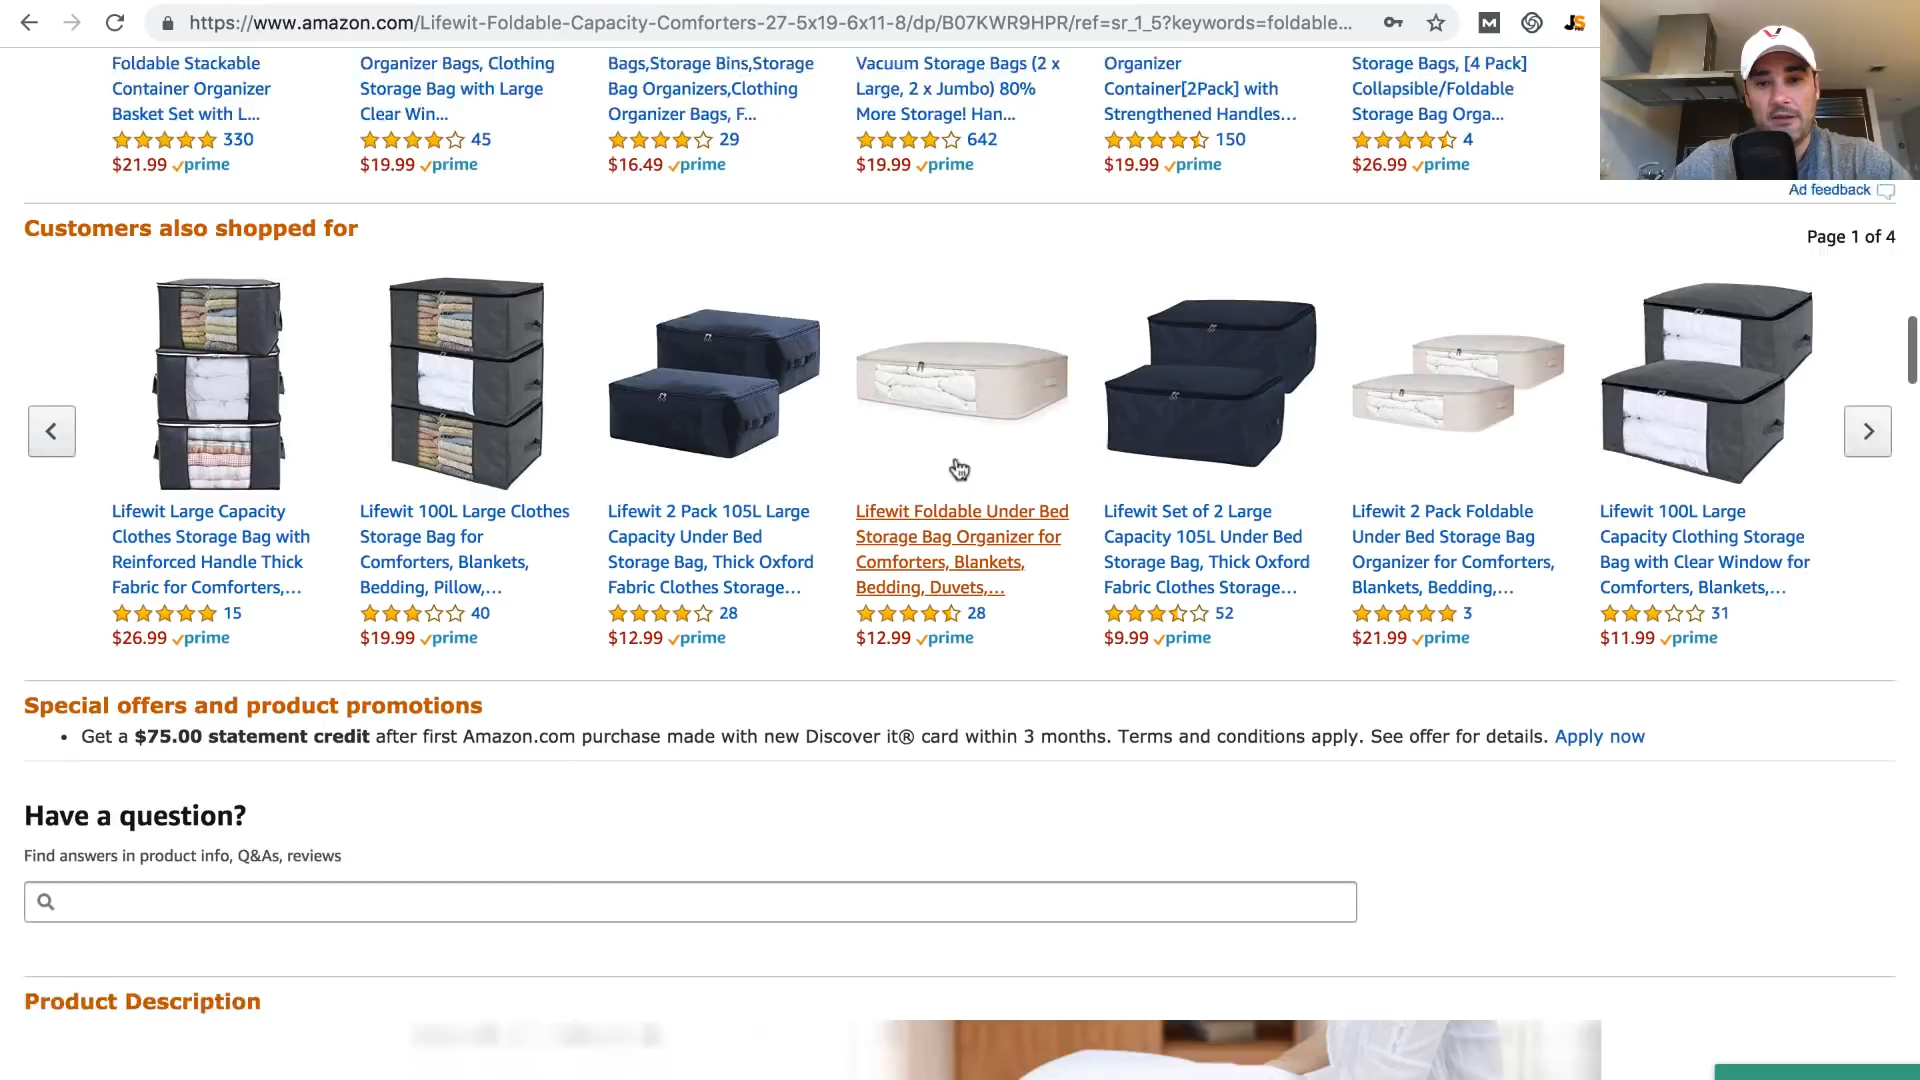 https://www.amazon.com/Lifewit-Foldable-Capacity-Comforters-27-5x19-6x11-8/dp/B07KWR9HPR/ref=sr_1_5?keywords=foldable...
M
JS
Foldable Stackable
Container Organizer
Basket Set with L...
330
$21.99 prime
Organizer Bags, Clothing
Storage Bag with Large
Clear Win...
45
$19.99 prime
Bags,Storage Bins,Storage
Bag Organizers,Clothing
Organizer Bags, F...
29
$16.49 prime
Vacuum Storage Bags (2 x
Large, 2 x Jumbo) 80%
More Storage! Han...
642
$19.99 prime
Organizer
Container[2Pack] with
Strengthened Handles...
150
$19.99 prime
Storage Bags, [4 Pack]
Collapsible/Foldable
Storage Bag Orga...
4
$26.99 prime
Ad feedback
Customers also shopped for
Page 1 of 4
Lifewit Large Capacity
Clothes Storage Bag with
Reinforced Handle Thick
Fabric for Comforters,...
15
$26.99 prime
Lifewit 100L Large Clothes
Storage Bag for
Comforters, Blankets,
Bedding, Pillow,...
40
$19.99 prime
Lifewit 2 Pack 105L Large
Capacity Under Bed
Storage Bag, Thick Oxford
Fabric Clothes Storage...
28
$12.99 prime
Lifewit Foldable Under Bed
Storage Bag Organizer for
Comforters, Blankets,
Bedding, Duvets,...
28
$12.99 prime
Lifewit Set of 2 Large
Capacity 105L Under Bed
Storage Bag, Thick Oxford
Fabric Clothes Storage...
52
$9.99 prime
Lifewit 2 Pack Foldable
Under Bed Storage Bag
Organizer for Comforters,
Blankets, Bedding,...
3
$21.99 prime
Lifewit 100L Large
Capacity Clothing Storage
Bag with Clear Window for
Comforters, Blankets,...
31
$11.99 prime
Special offers and product promotions
• Get a $75.00 statement credit after first Amazon.com purchase made with new Discover it® card within 3 months. Terms and conditions apply. See offer for details. Apply now
Have a question?
Find answers in product info, Q&As, reviews
Product Description